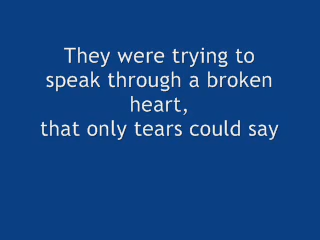 They were trying to
speak through a broken
heart,
that only tears could say